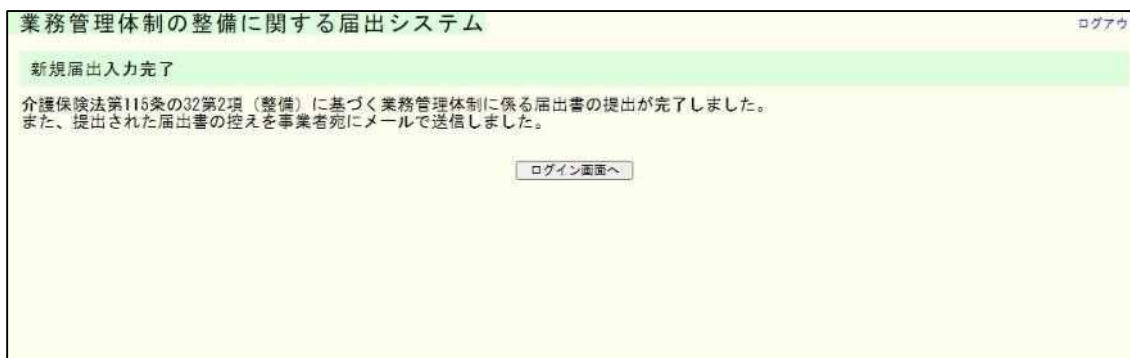 業務管理体制の整備に関する届出システム
ログアウ
新規届出入力完了
介護保険法第115条の32第2項（整備）に基づく業務管理体制に係る届出書の提出が完了しました。
また、提出された届出書の控えを事業者宛にメールで送信しました。
ログイン画面へ